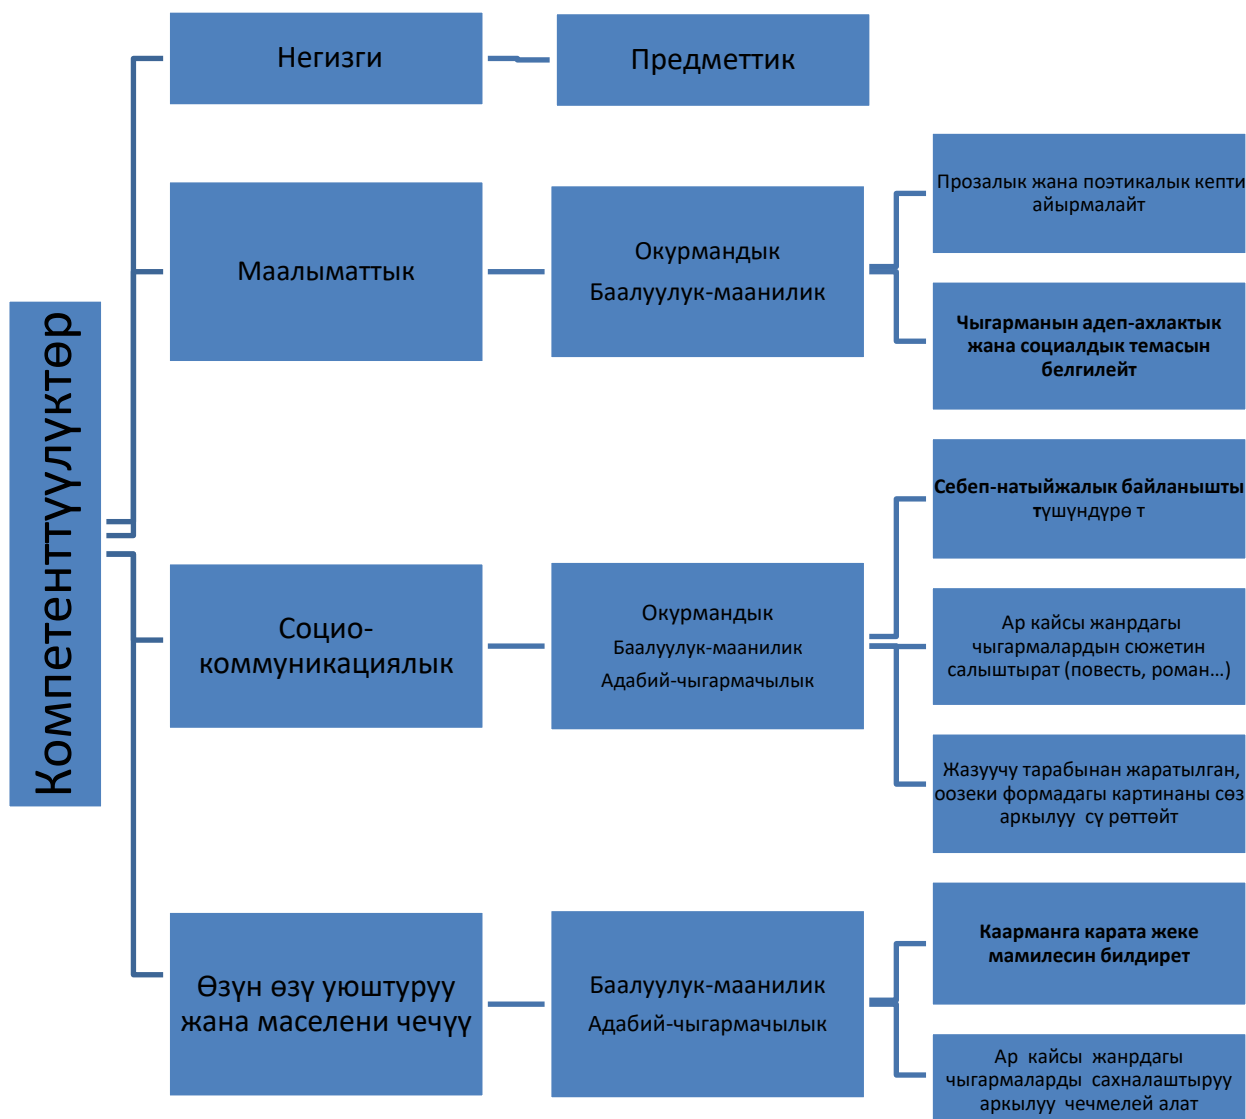 Компетенттүүлүктөр
Негизги
Предметтик
Маалыматтык
Окурмандык
Баалуулук-маанилик
Прозалык жана поэтикалык кепти
айырмалайт
Чыгарманын адеп-ахлактык
жана социалдык темасын
белгилейт
Социо-
коммуникациялык
Окурмандык
Баалуулук-маанилик
Адабий-чыгармачылык
Себеп-натыйжалык байланышты
түшүндүрө т
Ар кайсы жанрдагы
чыгармалардын сюжетин
салыштырат (повесть, роман...)
Жазуучу тарабынан жаратылган,
оозеки формадагы картинаны сөз
аркылуу сү рөттөйт
Өзүн өзү уюштуруу
жана маселени чечүү
Баалуулук-маанилик
Адабий-чыгармачылык
Каарманга карата жеке
мамилесин билдирет
Ар кайсы жанрдагы
чыгармаларды сахналаштыруу
аркылуу чечмелей алат